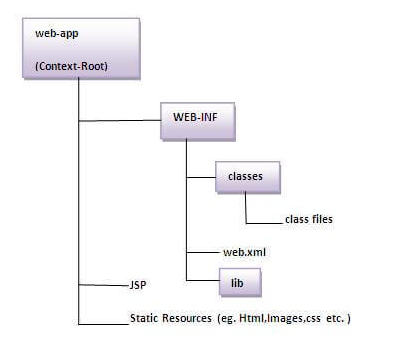 web-app
(Context-Root)
WEB-INF
classes
class files
web.xml
lib
JSP
Static Resources (eg. Html,Images,css etc. )